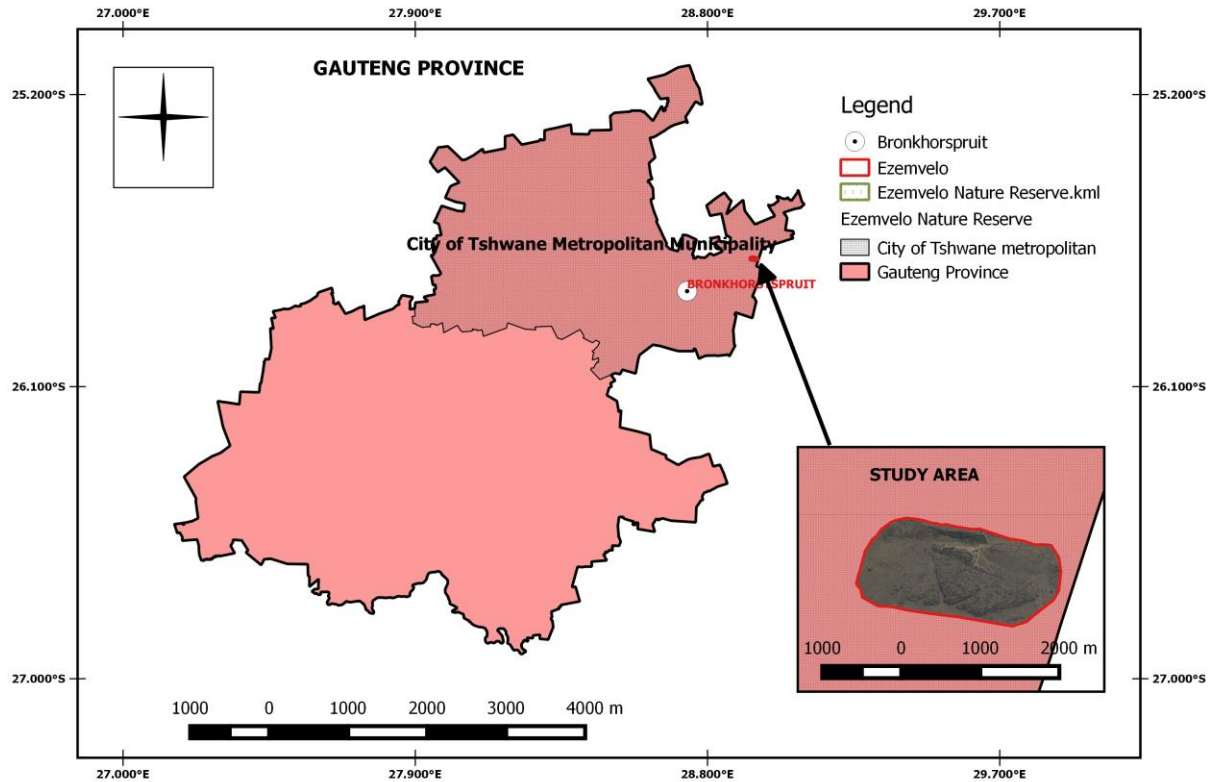 27.000°E 27.900°E 28.800°E 29.700°E
GAUTENG PROVINCE
25.200°S 25.200°S
Legend
Bronkhorspruit
Ezemvelo
Ezemvelo Nature Reserve.kml
Ezemvelo Nature Reserve
City of Tshwane metropolitan
Gauteng Province
City of Tshwane Metropolitan Municipality
BRONKHORSTSPRUIT
26.100°S 26.100°S
STUDY AREA
1000 0 1000 2000 m
27.000°S 27.000°S
1000 0 1000 2000 3000 4000 m
27.000°E 27.900°E 28.800°E 29.700°E